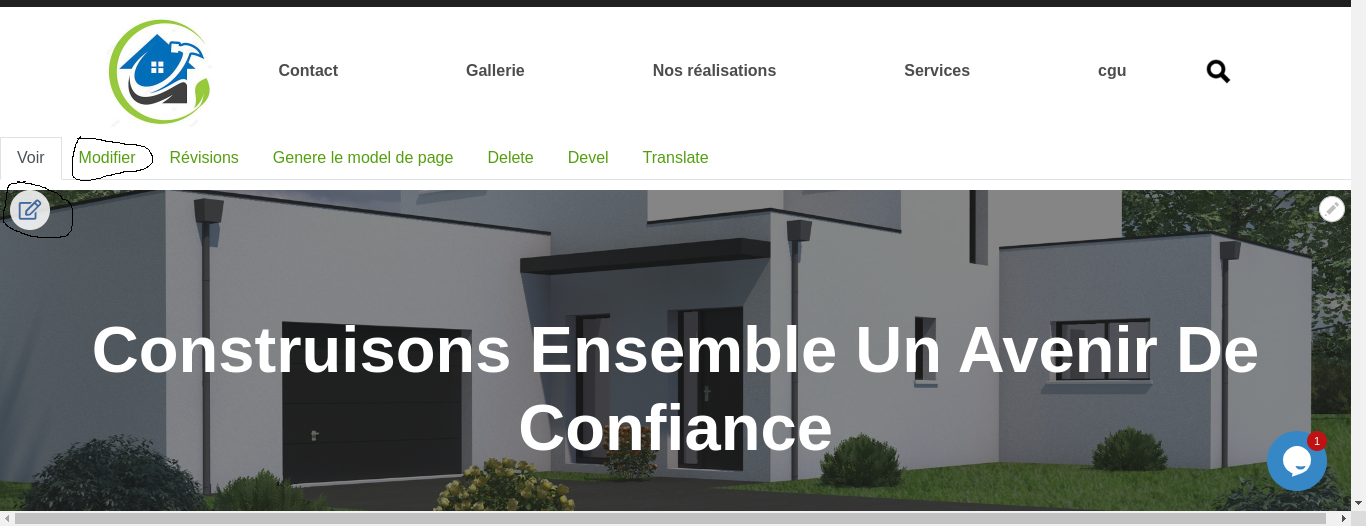 Contact Gallerie Nos réalisations Services cgu
Voir Modifier Révisions Genere le model de page Delete Devel Translate
Construisons Ensemble Un Avenir De
Confiance
1